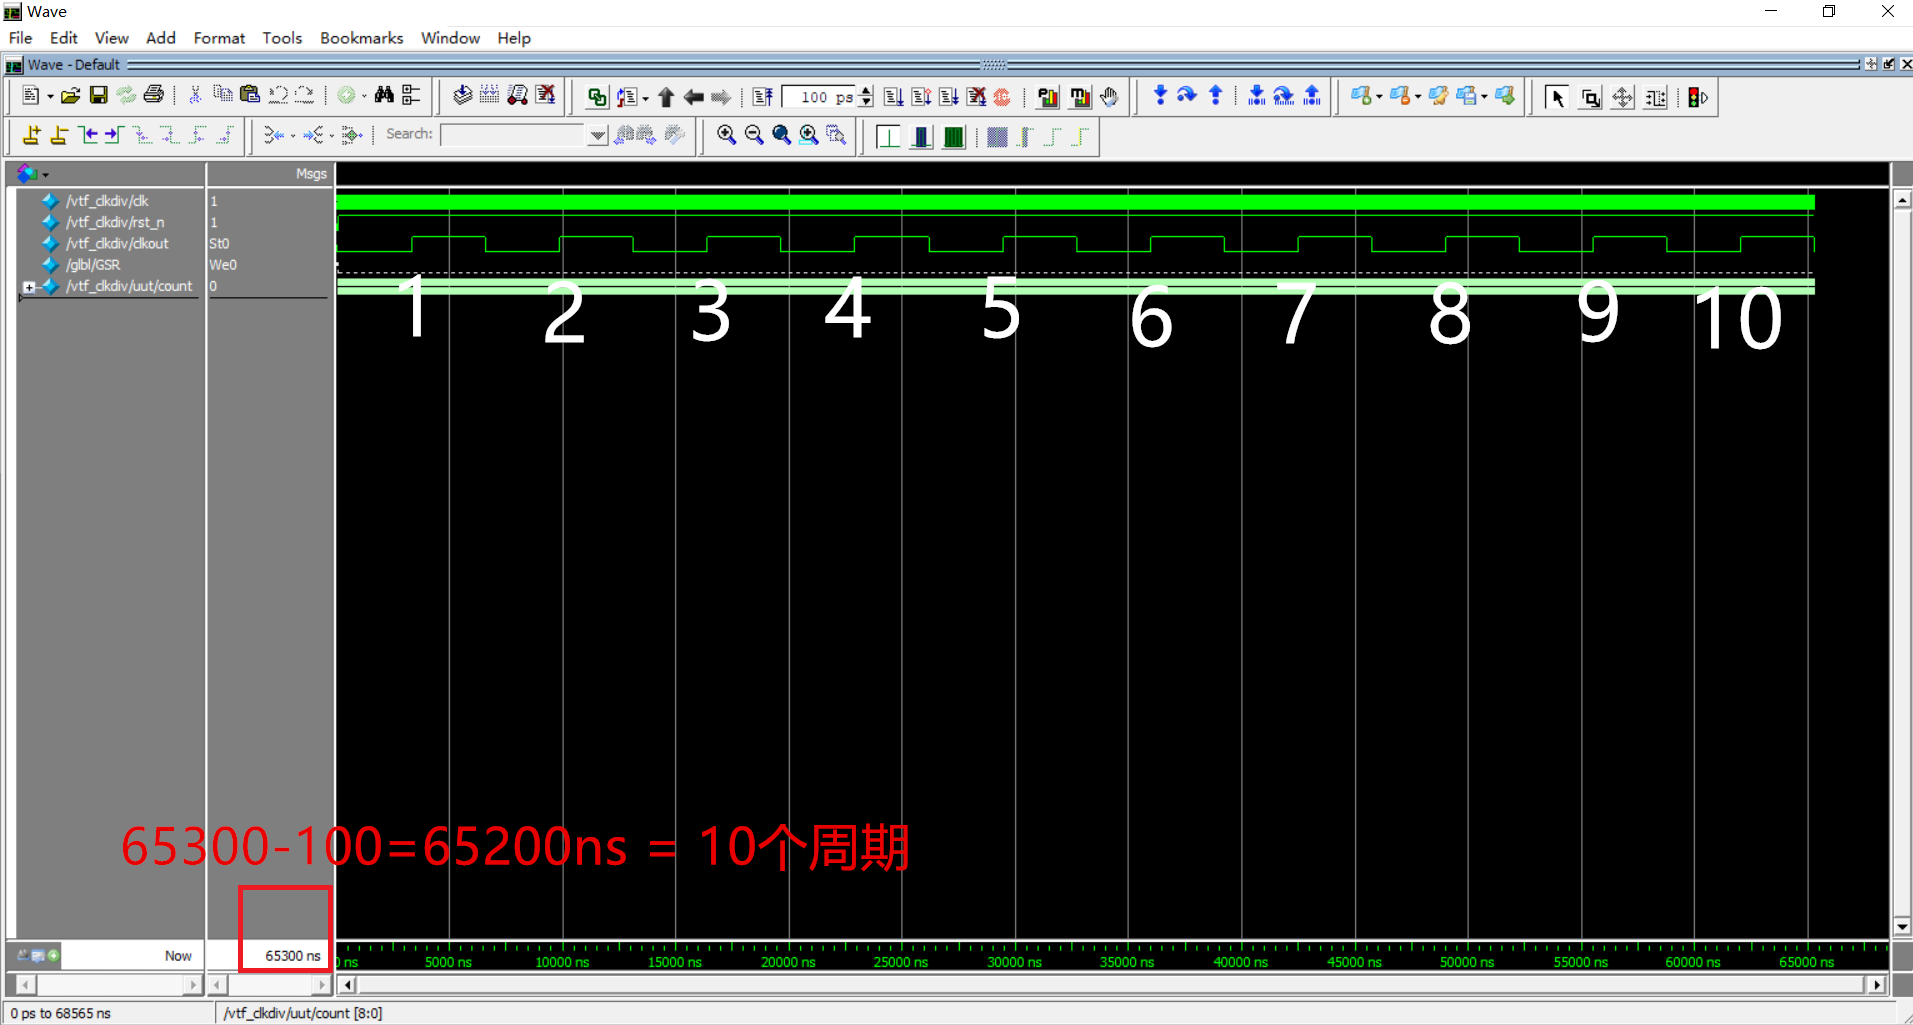 Wave
File Edit View Add Format Tools Bookmarks Window Help
Wave - Default
100 ps
Search:
Msgs
/vtf_clkdiv/clk 1
/vtf_clkdiv/rst_n 1
/vtf_clkdiv/clkout St0
/glbl/GSR We0
/vtf_clkdiv/uut/count 0
1 2 3 4 5 6 7 8 9 10
65300-100=65200ns = 10个周期
Now 65300 ns
ns 5000 ns 10000 ns 15000 ns 20000 ns 25000 ns 30000 ns 35000 ns 40000 ns 45000 ns 50000 ns 55000 ns 60000 ns 65000 ns
0 ps to 68565 ns /vtf_clkdiv/uut/count [8:0]